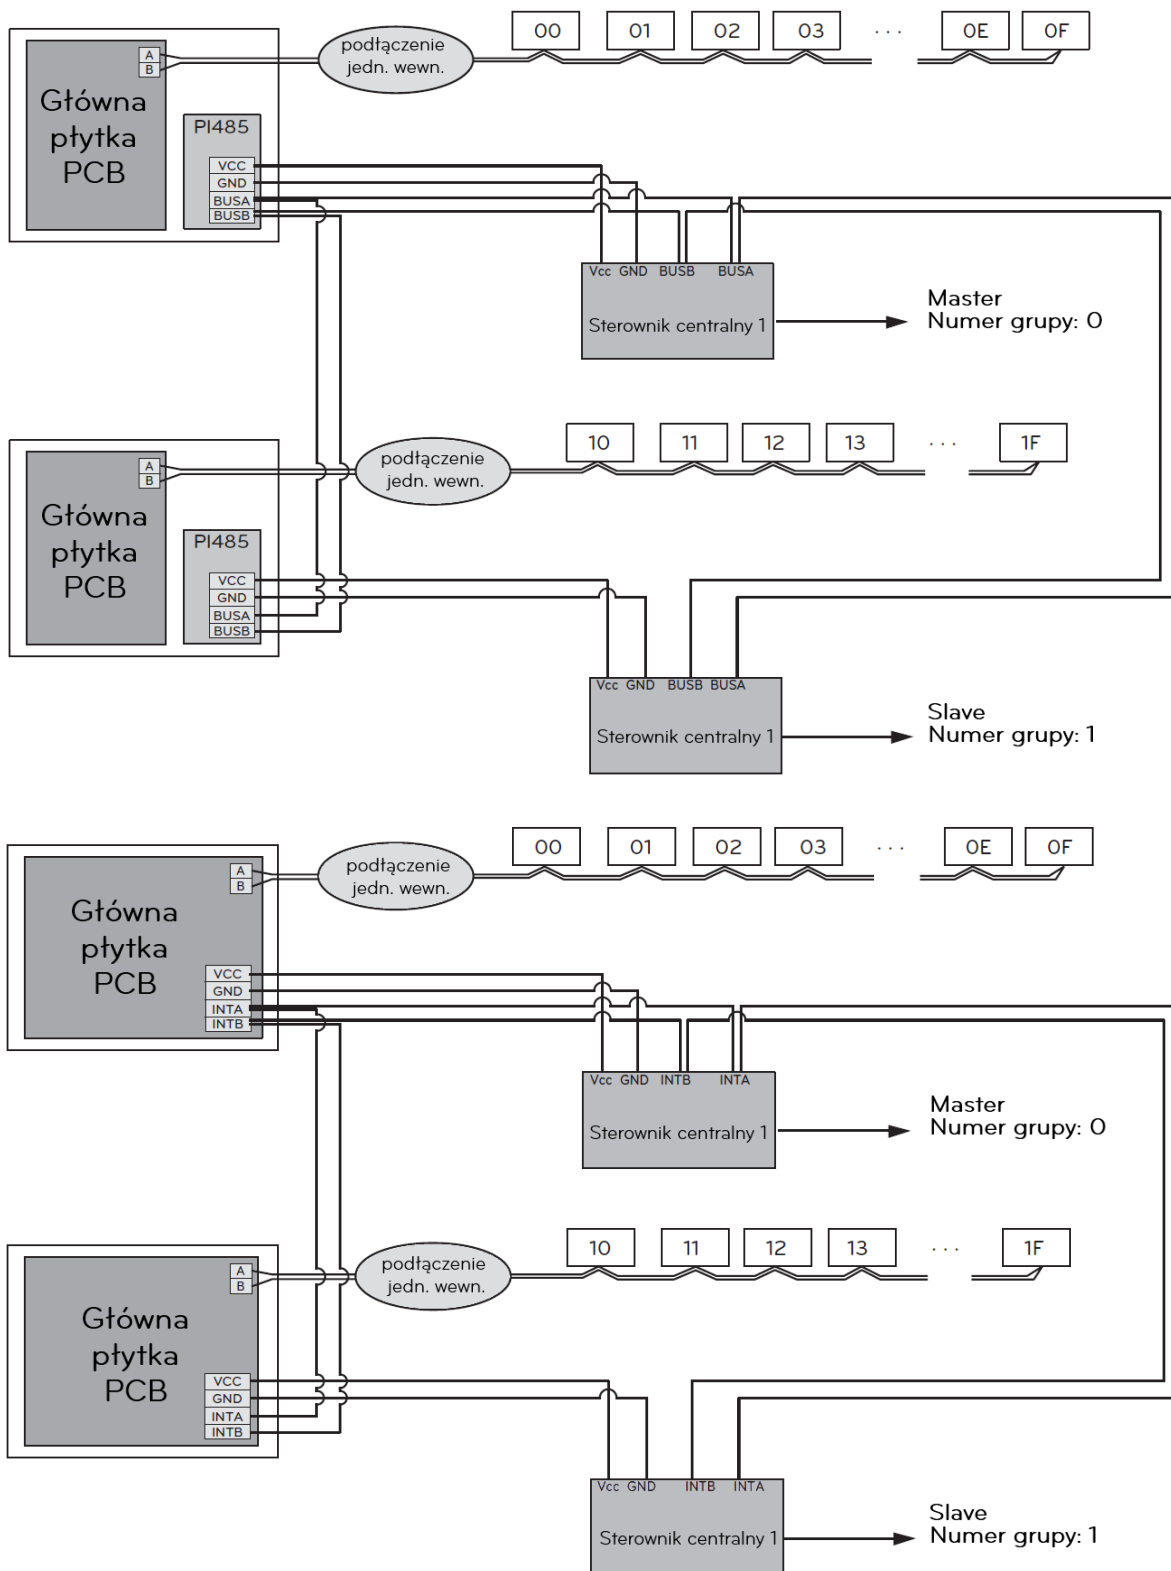 00 01 02 03 ... 0E 0F
podłączenie
jedn. wewn.
A
B
Główna
płytka
PCB
PI485
VCC
GND
BUSA
BUSB
Vcc GND BUSB BUSA
Sterownik centralny 1
Master
Numer grupy: 0
10 11 12 13 ... 1F
podłączenie
jedn. wewn.
A
B
Główna
płytka
PCB
PI485
VCC
GND
BUSA
BUSB
Vcc GND BUSB BUSA
Sterownik centralny 1
Slave
Numer grupy: 1
00 01 02 03 ... 0E 0F
podłączenie
jedn. wewn.
A
B
Główna
płytka
PCB
VCC
GND
INTA
INTB
Vcc GND INTB INTA
Sterownik centralny 1
Master
Numer grupy: 0
10 11 12 13 ... 1F
podłączenie
jedn. wewn.
A
B
Główna
płytka
PCB
VCC
GND
INTA
INTB
Vcc GND INTB INTA
Sterownik centralny 1
Slave
Numer grupy: 1